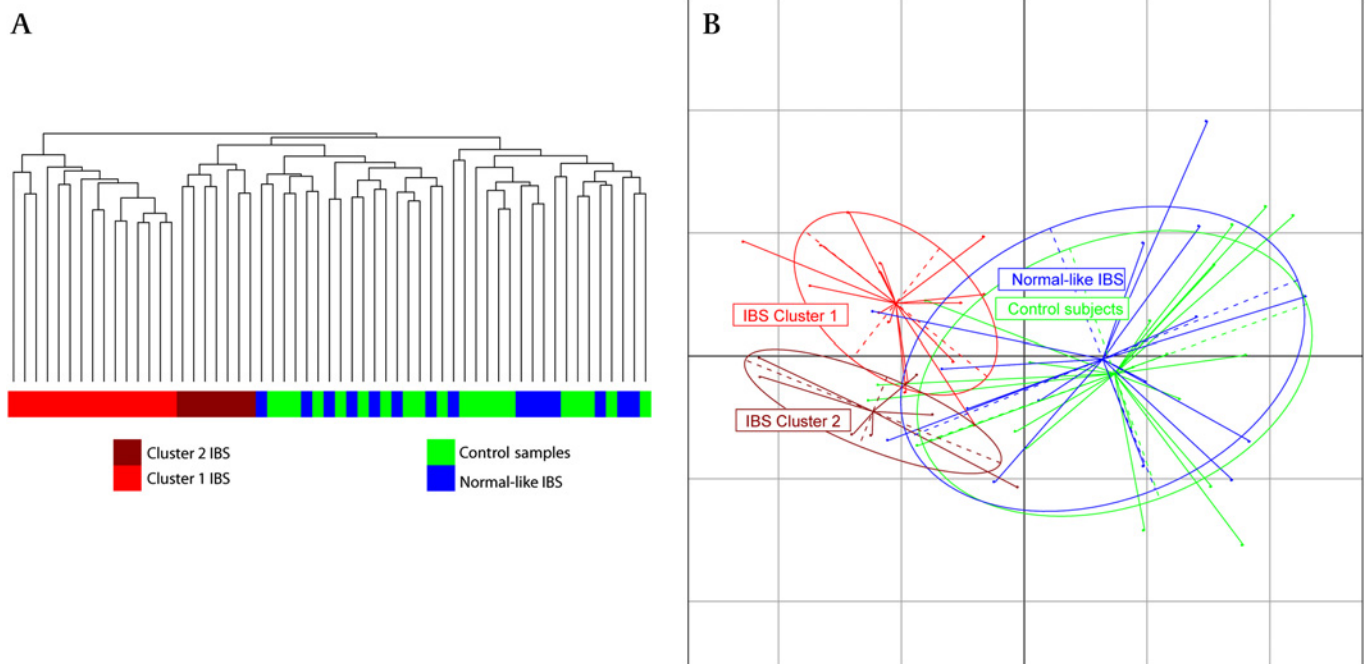 A
Cluster 2 IBS
Cluster 1 IBS
Control samples
Normal-like IBS
B
Normal-like IBS
Control subjects
IBS Cluster 1
IBS Cluster 2